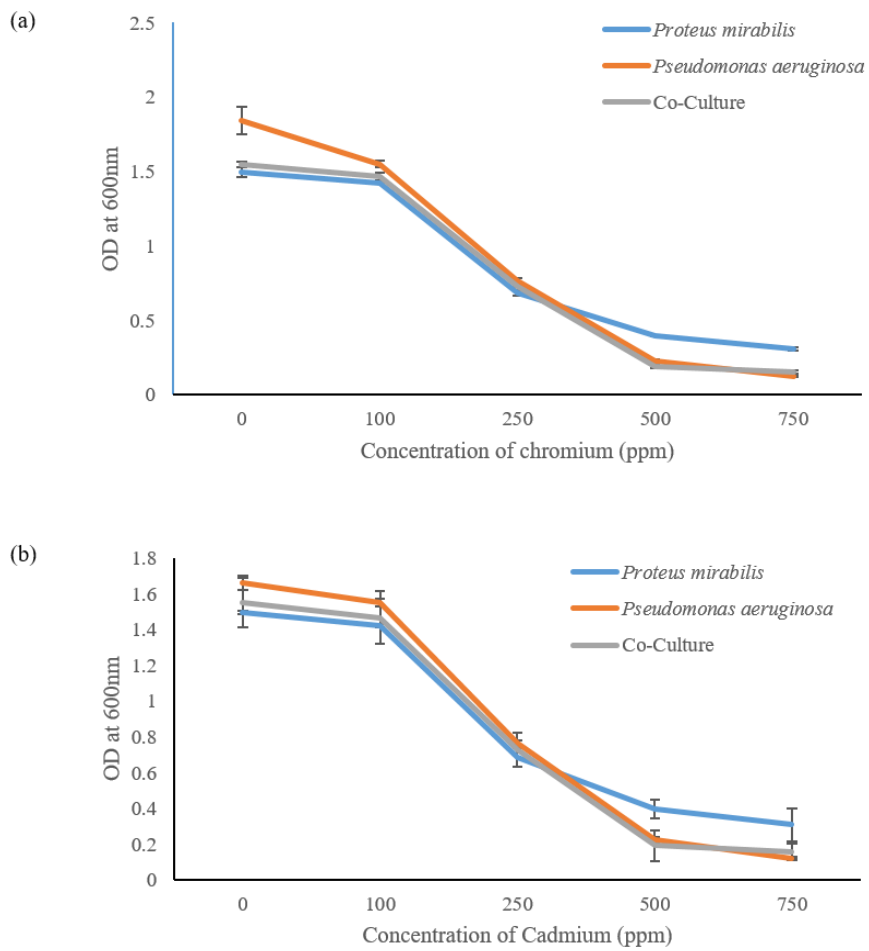 (a)
2.5
2
1.5
1
0.5
0
OD at 600nm
Proteus mirabilis
Pseudomonas aeruginosa
Co-Culture
0 100 250 500 750
Concentration of chromium (ppm)
(b)
1.8
1.6
1.4
1.2
1
0.8
0.6
0.4
0.2
0
OD at 600nm
Proteus mirabilis
Pseudomonas aeruginosa
Co-Culture
0 100 250 500 750
Concentration of Cadmium (ppm)